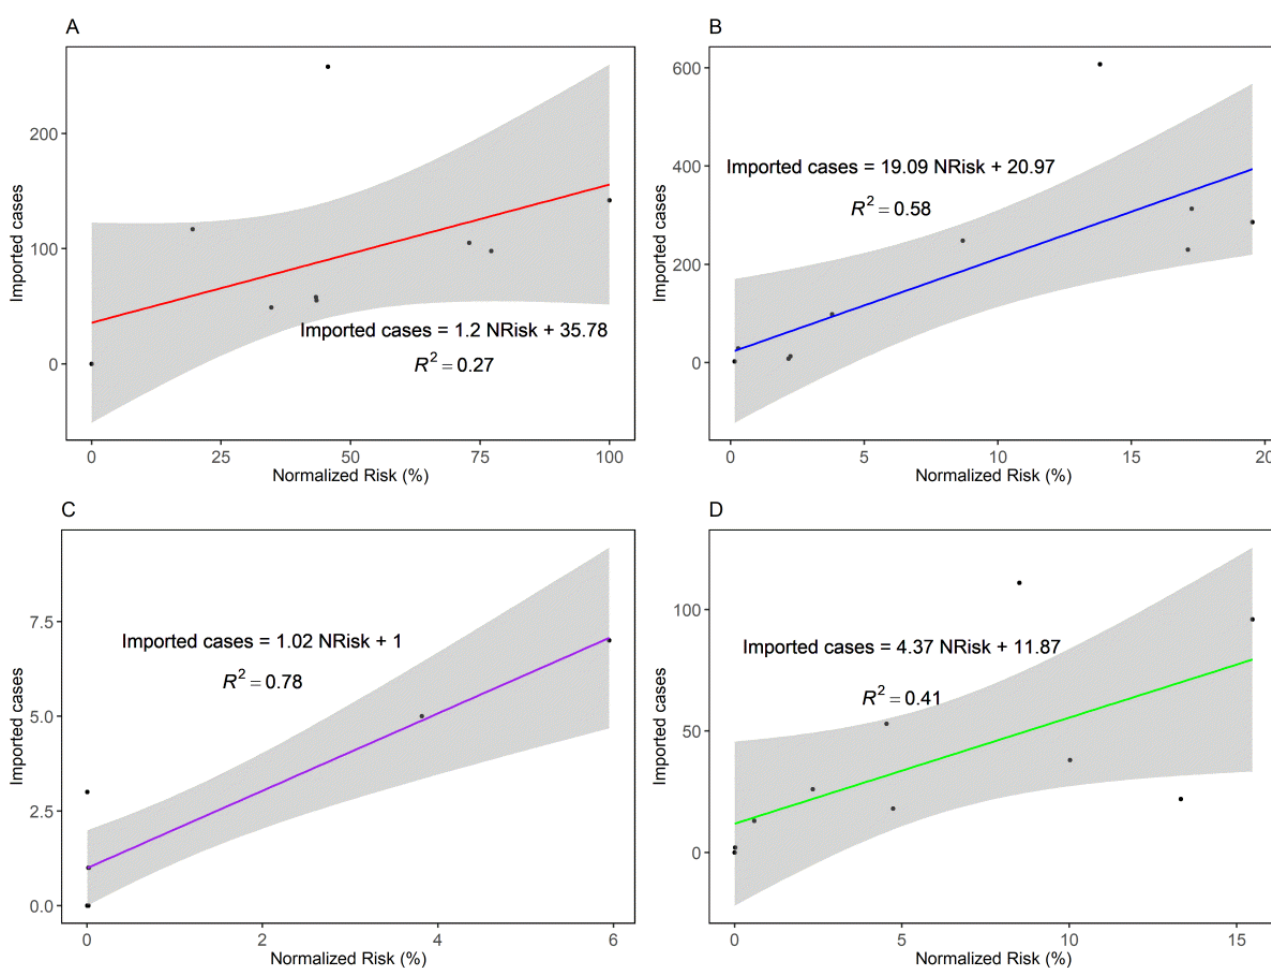 A
Imported cases
200
100
0
Imported cases = 1.2 NRisk + 35.78
R² = 0.27
0 25 50 75 100
Normalized Risk (%)
B
Imported cases
600
400
200
0
Imported cases = 19.09 NRisk + 20.97
R² = 0.58
0 5 10 15 20
Normalized Risk (%)
C
Imported cases
7.5
5.0
2.5
0.0
Imported cases = 1.02 NRisk + 1
R² = 0.78
0 2 4 6
Normalized Risk (%)
D
Imported cases
100
50
0
Imported cases = 4.37 NRisk + 11.87
R² = 0.41
0 5 10 15
Normalized Risk (%)